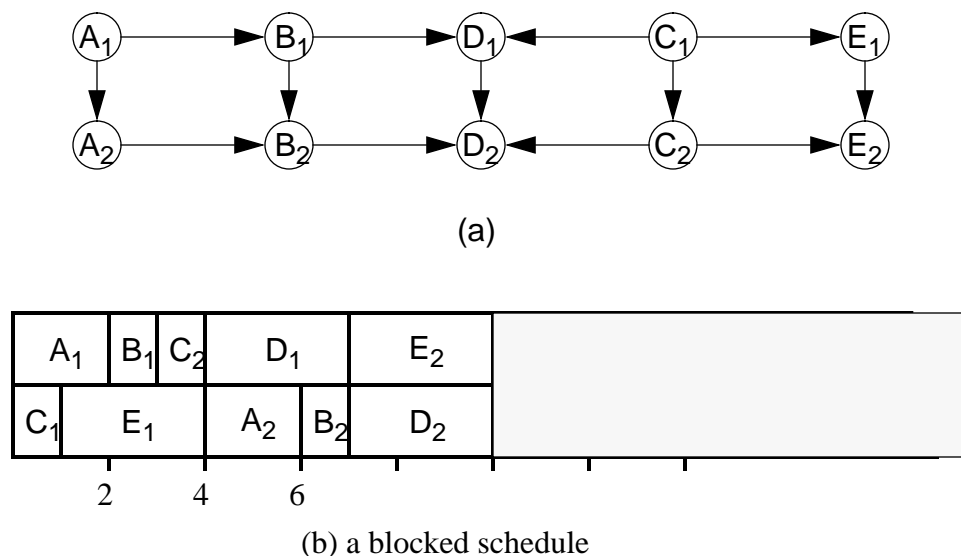 A₁ B₁ D₁ C₁ E₁
A₂ B₂ D₂ C₂ E₂
(a)
A₁ B₁ C₂ D₁ E₂
C₁ E₁ A₂ B₂ D₂
2 4 6
(b) a blocked schedule